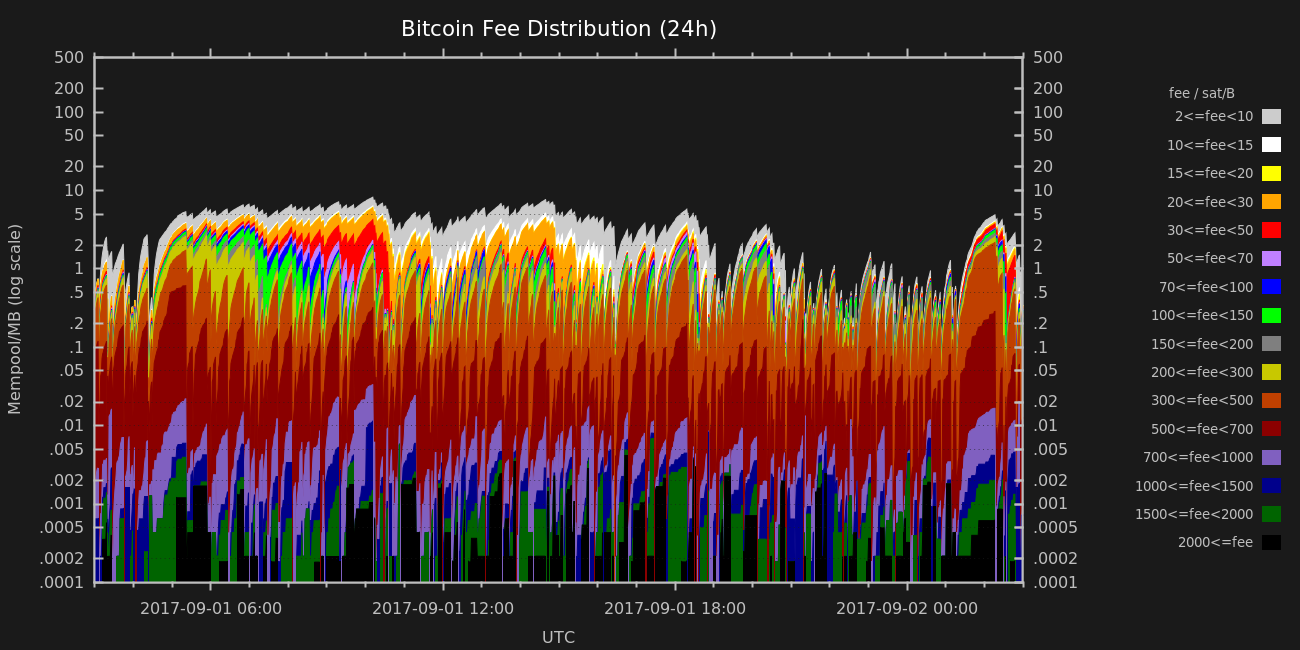 Bitcoin Fee Distribution (24h)
500 500
200 200
100 100
50 50
20 20
10 10
5 5
2 2
1 1
.5 .5
.2 .2
.1 .1
.05 .05
.02 .02
.01 .01
.005 .005
.002 .002
.001 .001
.0005 .0005
.0002 .0002
.0001 .0001
Mempool/MB (log scale)
2017-09-01 06:00 2017-09-01 12:00 2017-09-01 18:00 2017-09-02 00:00
UTC
fee / sat/B
2<=fee<10
10<=fee<15
15<=fee<20
20<=fee<30
30<=fee<50
50<=fee<70
70<=fee<100
100<=fee<150
150<=fee<200
200<=fee<300
300<=fee<500
500<=fee<700
700<=fee<1000
1000<=fee<1500
1500<=fee<2000
2000<=fee